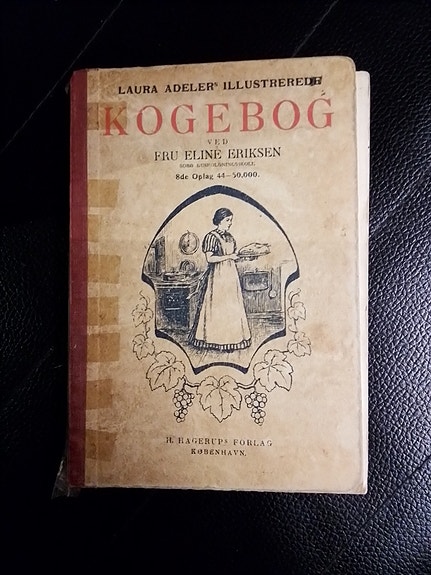 LAURA ADELERS ILLUSTREREDE
KOGEBOG
VED
FRU ELINE ERIKSEN
8de Oplag 44—50,000.
H. HAGERUPS FORLAG
KØBENHAVN.